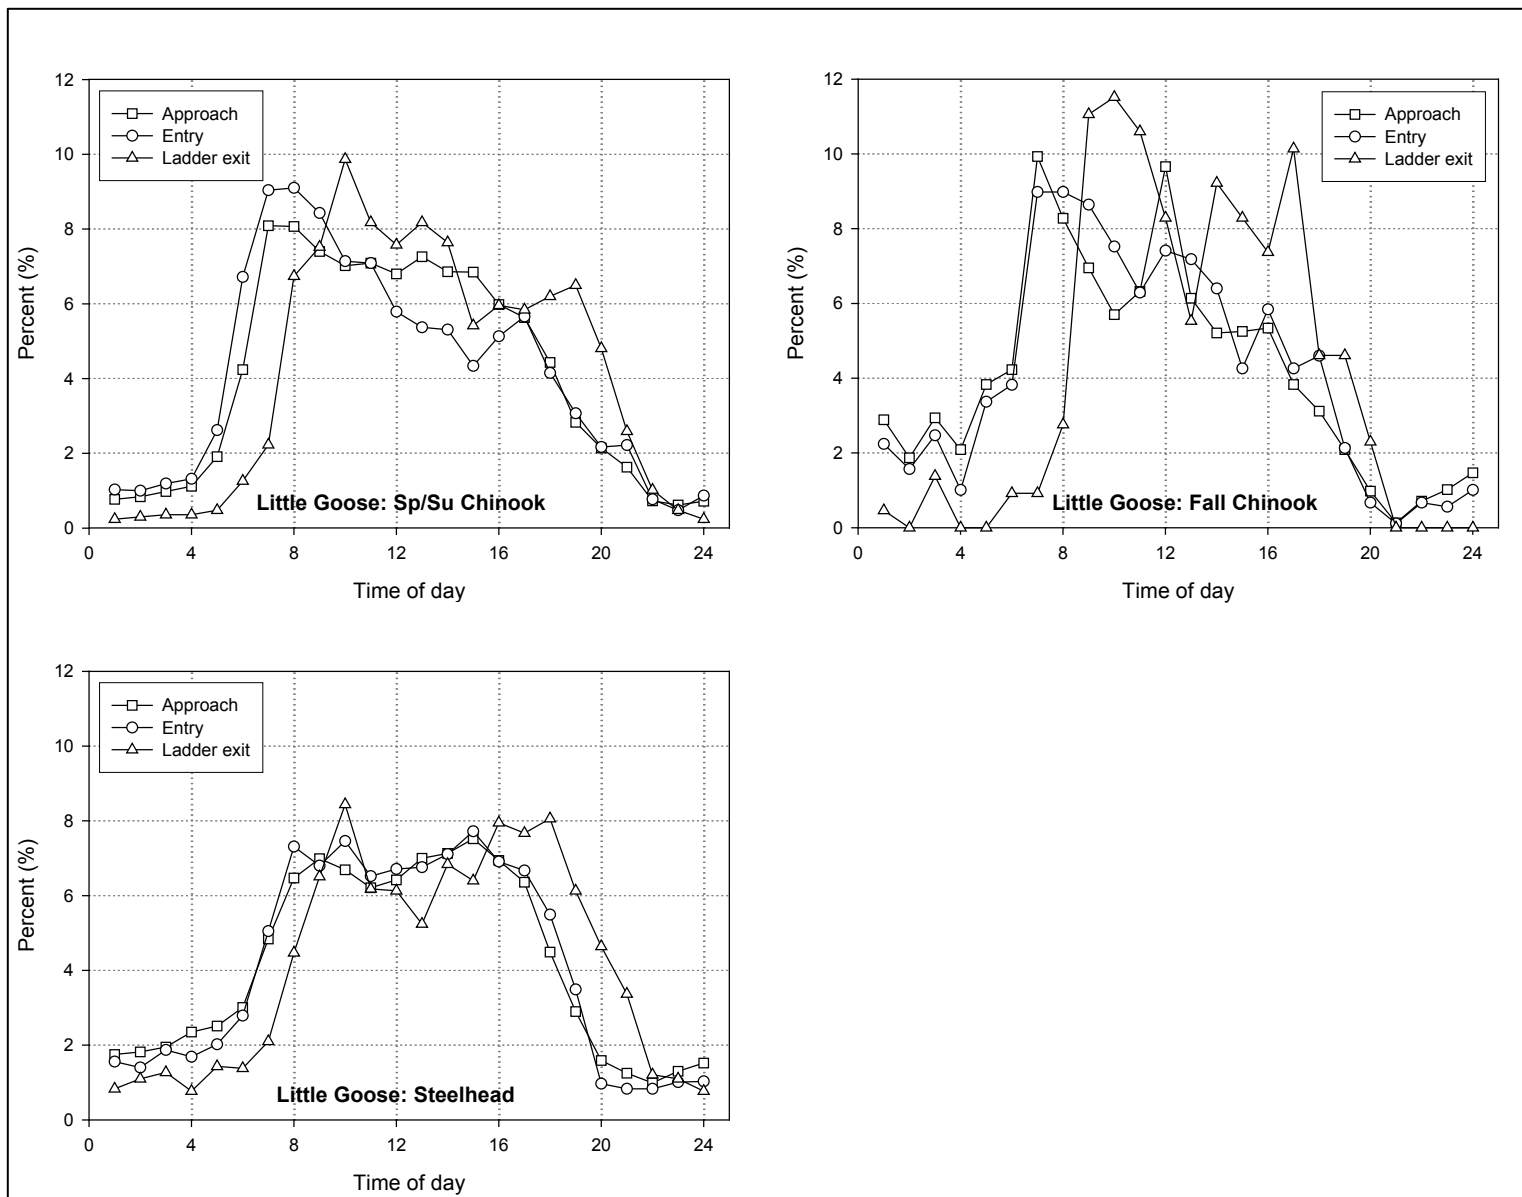 12
10
8
6
4
2
0
Percent (%)
Approach
Entry
Ladder exit
Little Goose: Sp/Su Chinook
0 4 8 12 16 20 24
Time of day
12
10
8
6
4
2
0
Percent (%)
Approach
Entry
Ladder exit
Little Goose: Fall Chinook
0 4 8 12 16 20 24
Time of day
12
10
8
6
4
2
0
Percent (%)
Approach
Entry
Ladder exit
Little Goose: Steelhead
0 4 8 12 16 20 24
Time of day